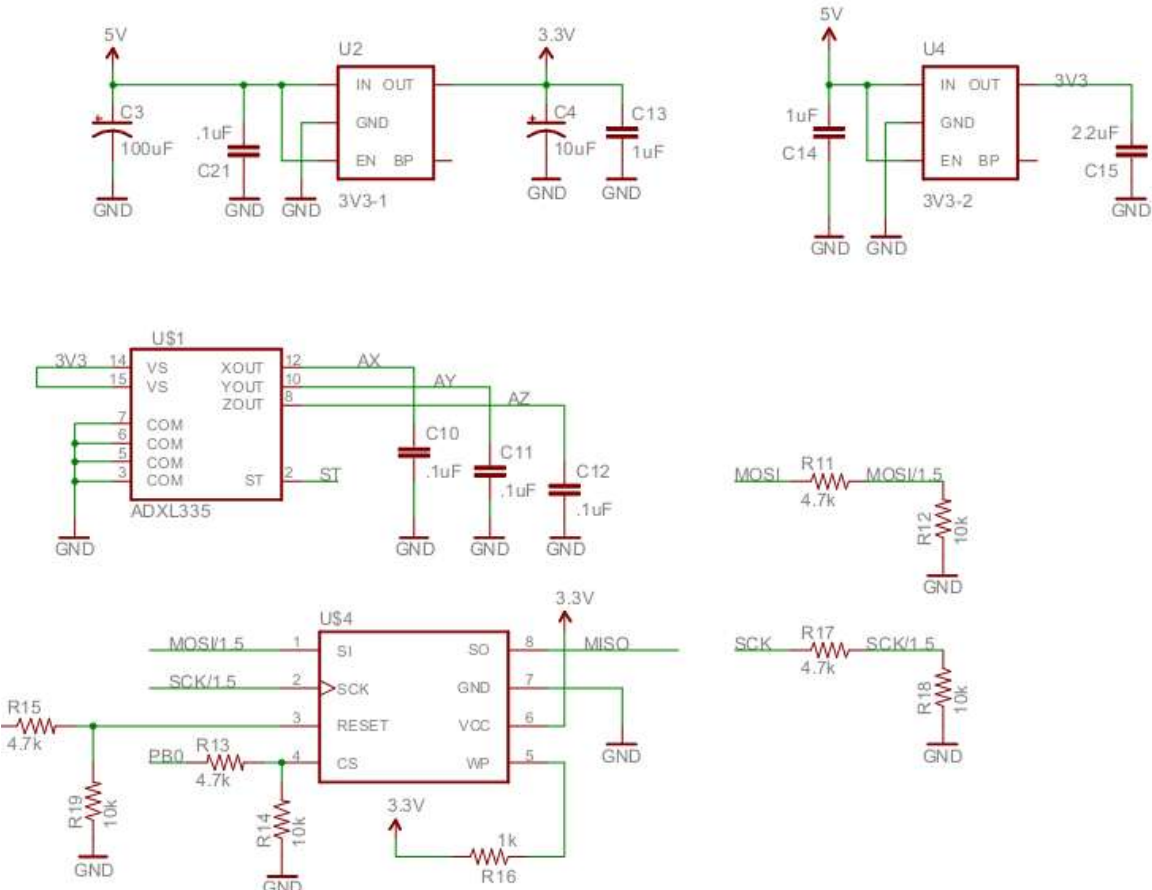 5V
U2
3.3V
IN OUT
GND
EN BP
3V3-1
C3
100uF
.1uF
C21
C4
10uF
C13
1uF
GND
GND
GND
GND
GND
5V
U4
IN OUT
GND
EN BP
3V3-2
3V3
1uF
C14
2.2uF
C15
GND
GND
GND
U$1
3V3
14 VS XOUT 12 AX
15 VS YOUT 10 AY
ZOUT 8 AZ
7 COM
6 COM
5 COM
3 COM ST 2 ST
ADXL335
C10
.1uF
C11
.1uF
C12
.1uF
GND
GND
GND
GND
MOSI R11 MOSI/1.5
4.7k
R12
10k
GND
U$4
3.3V
MOSI/1.5 1 SI SO 8 MISO
SCK/1.5 2 SCK GND 7
3 RESET VCC 6
PB0 R13 4 CS WP 5
4.7k
R15
4.7k
R19
10k
GND
R14
10k
GND
GND
3.3V
1k
R16
SCK R17 SCK/1.5
4.7k
R18
10k
GND